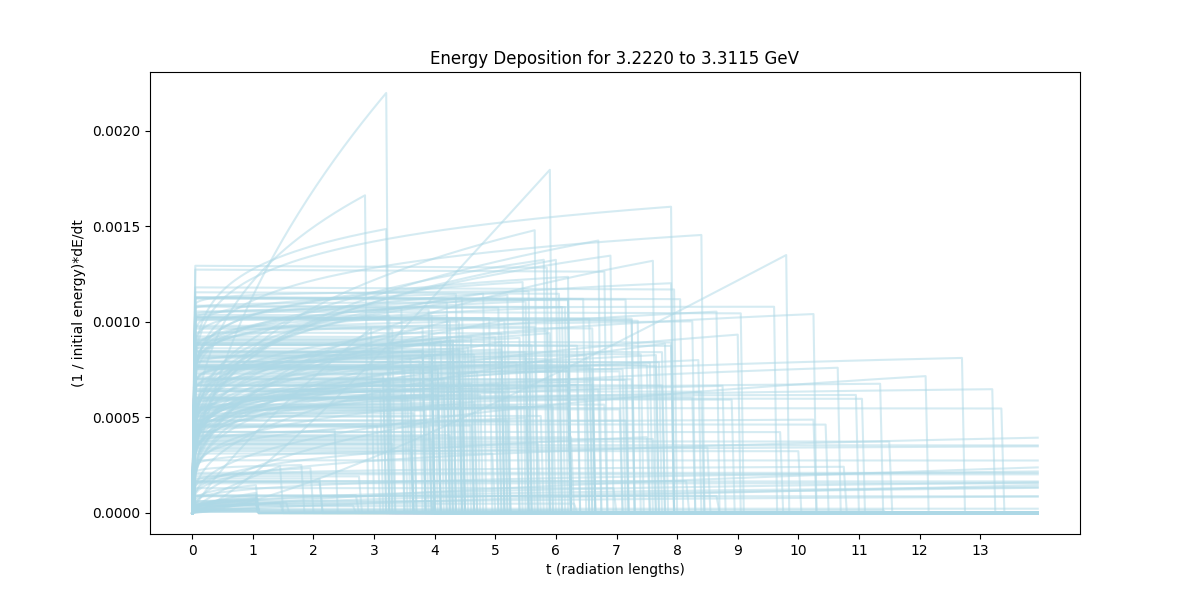 Energy Deposition for 3.2220 to 3.3115 GeV
(1 / initial energy)*dE/dt
0.0020
0.0015
0.0010
0.0005
0.0000
0 1 2 3 4 5 6 7 8 9 10 11 12 13
t (radiation lengths)